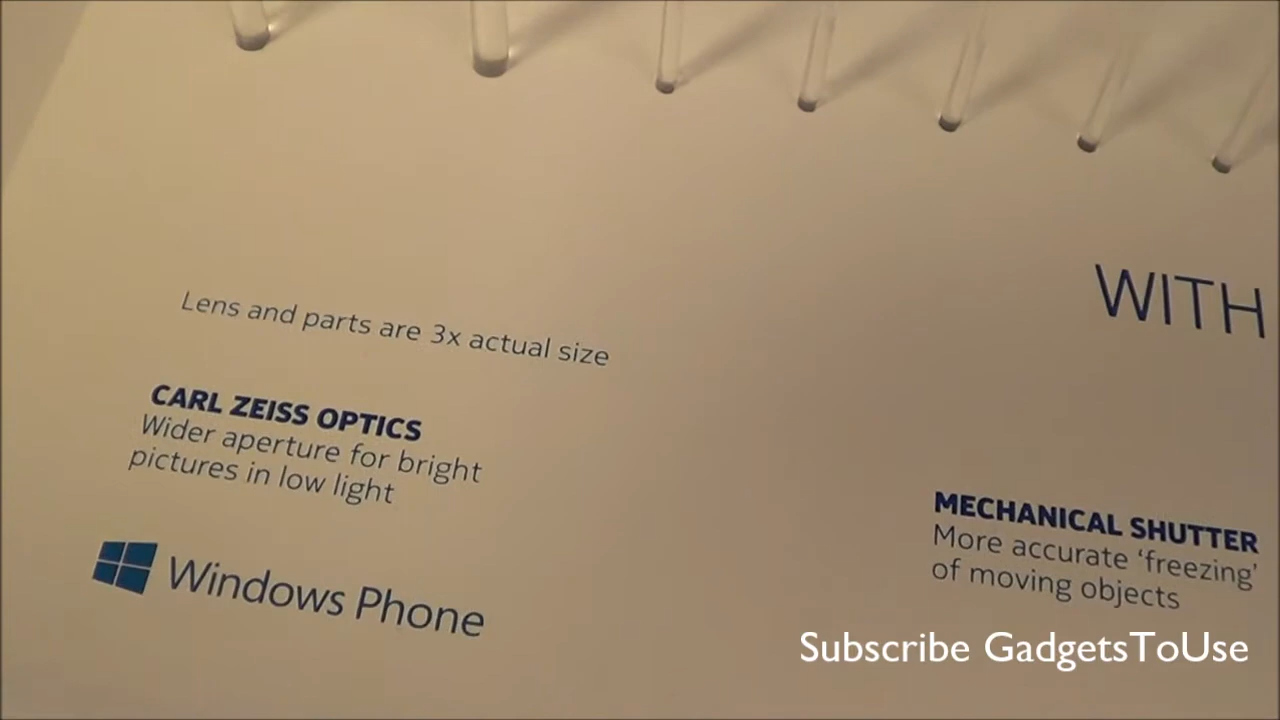 WITH
Lens and parts are 3x actual size
CARL ZEISS OPTICS
Wider aperture for bright
pictures in low light
Windows Phone
MECHANICAL SHUTTER
More accurate ‘freezing’
of moving objects
Subscribe GadgetsToUse